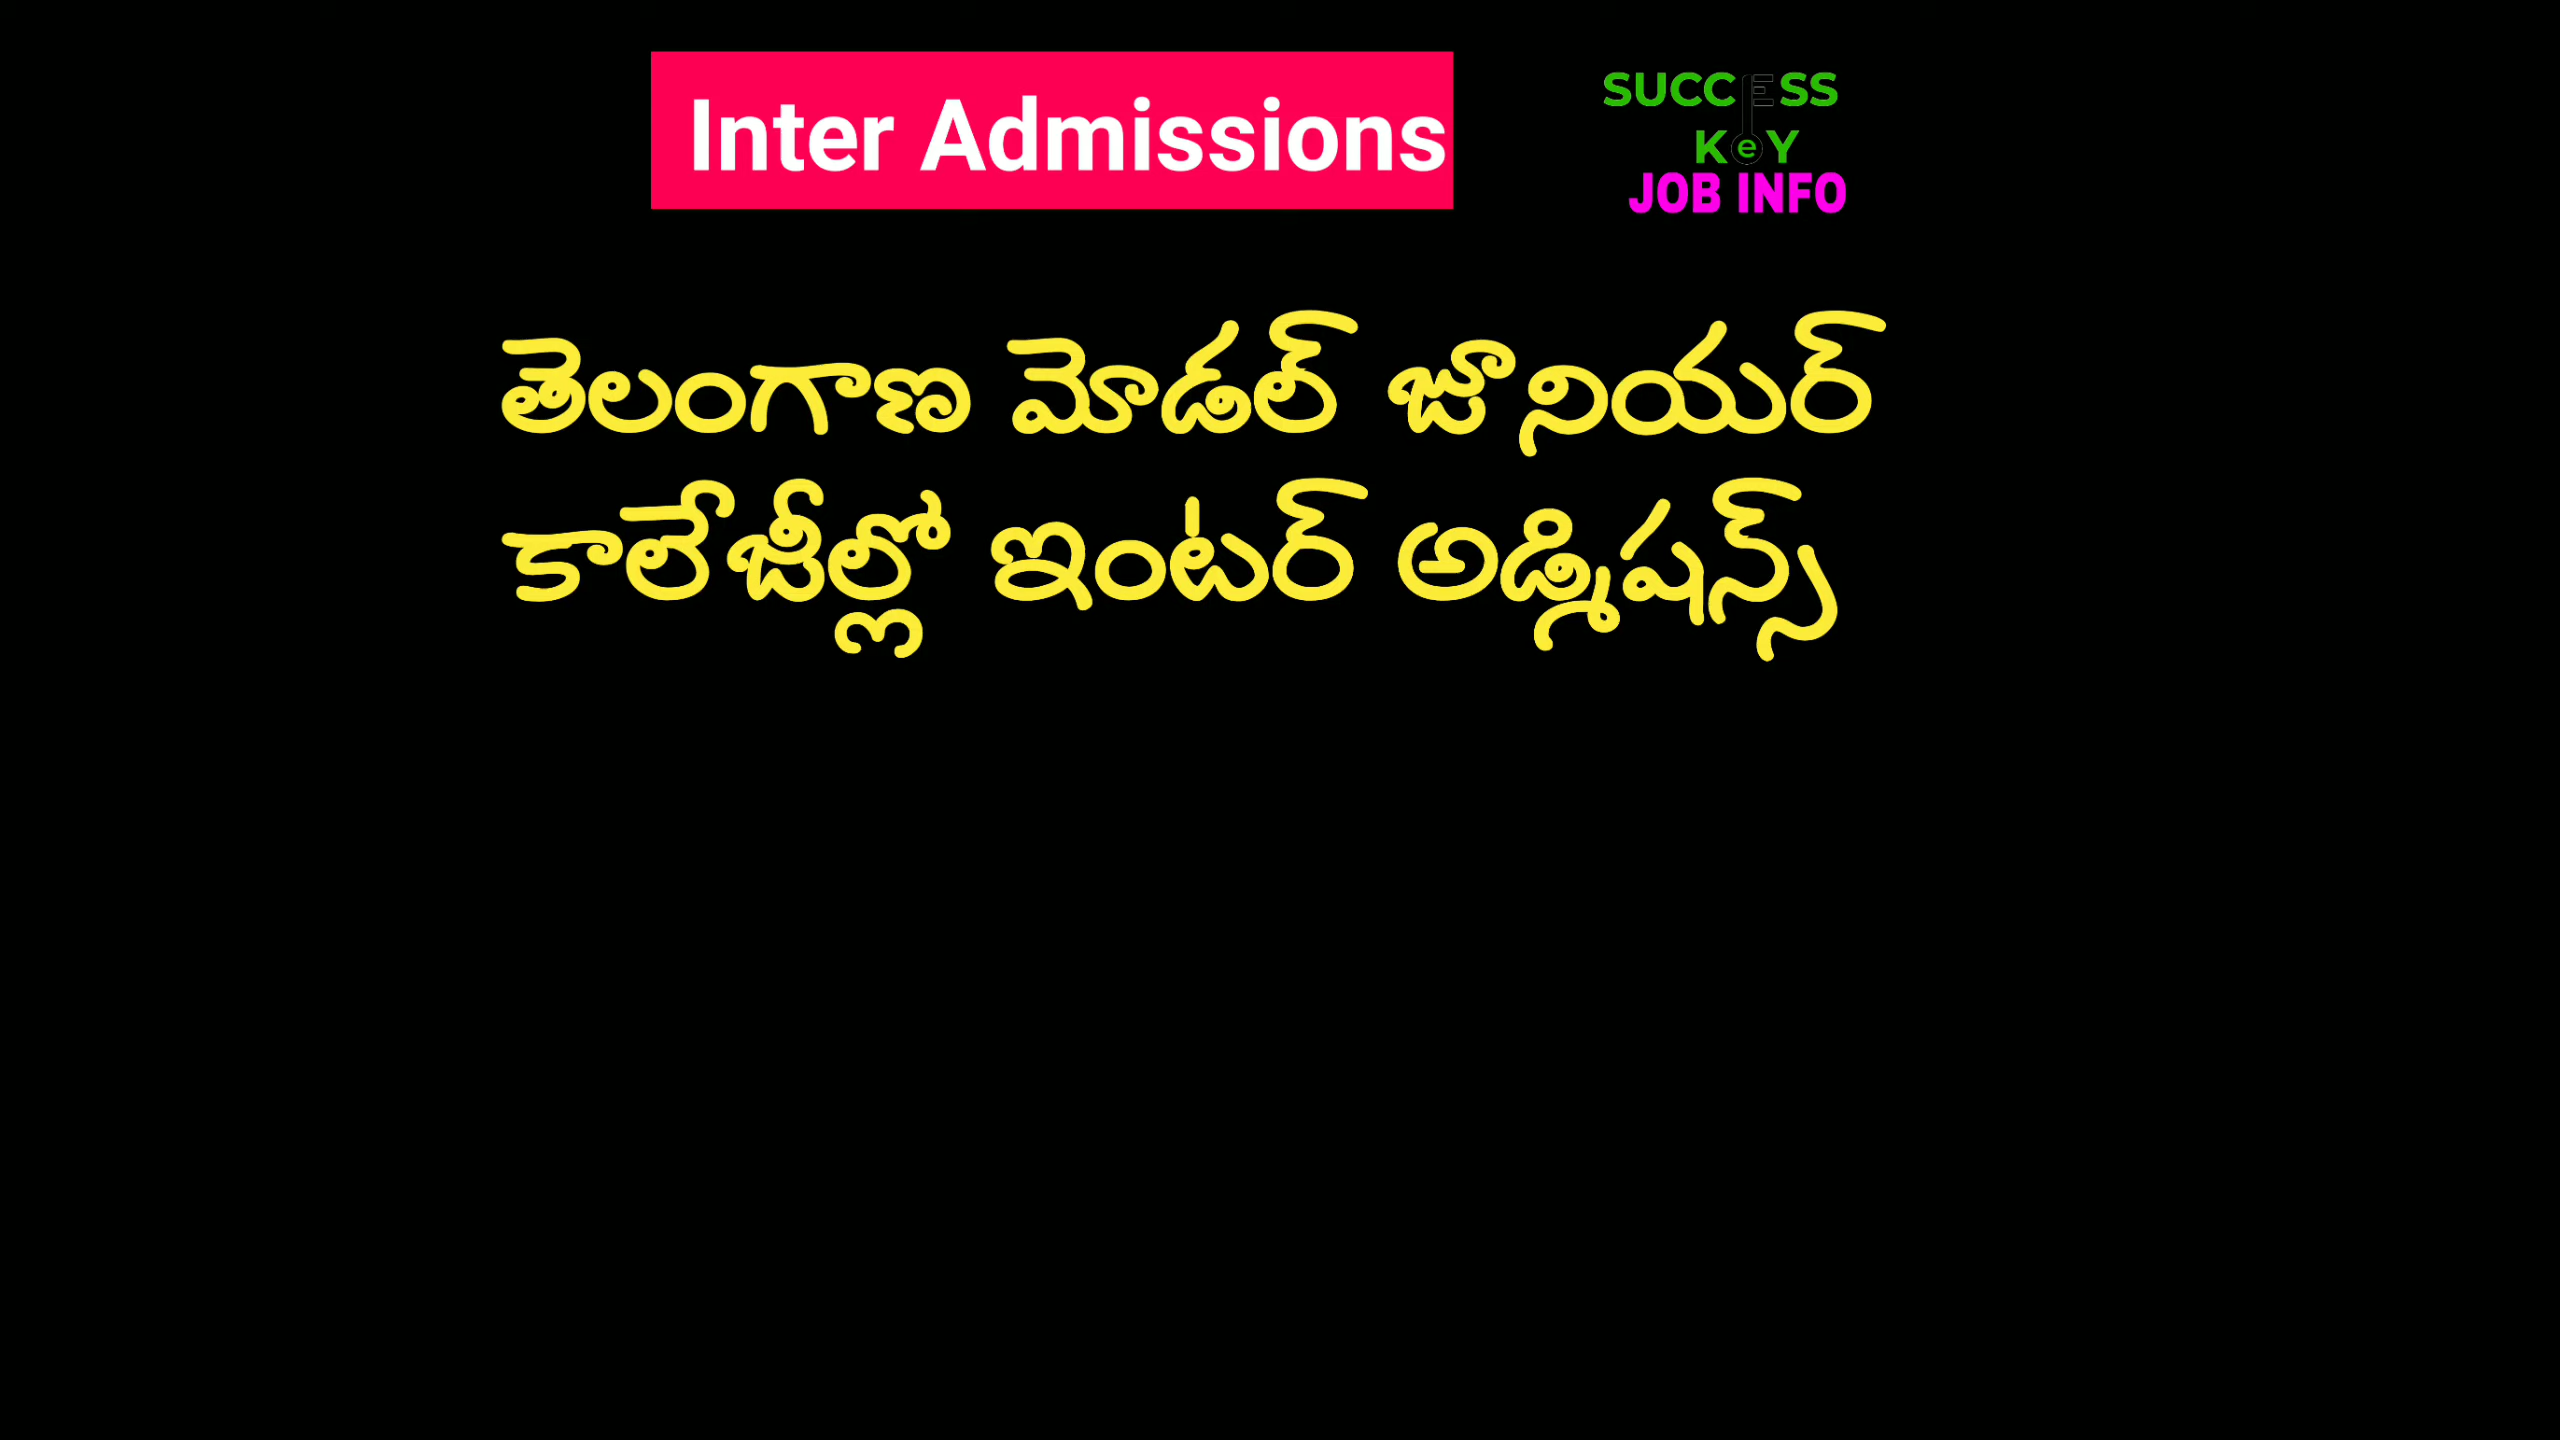 Inter Admissions
SUCCESS
KeY
JOB INFO
తెలంగాణ మోడల్ జూనియర్
కాలేజీల్లో ఇంటర్ అడ్మిషన్స్